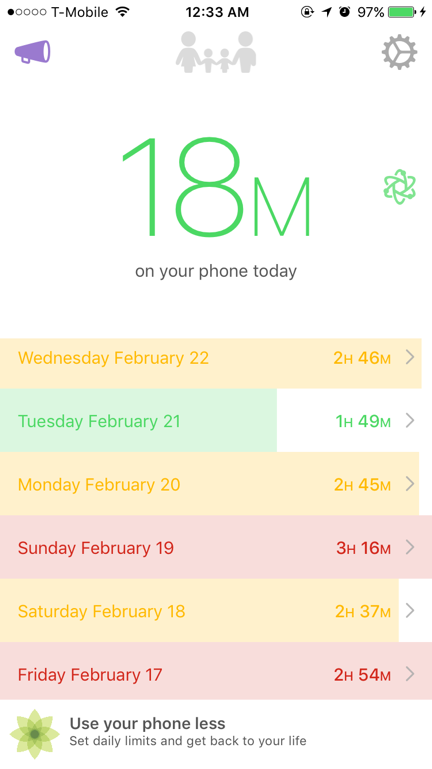 T-Mobile 12:33 AM 97%
18M
on your phone today
Wednesday February 22 2H 46M
Tuesday February 21 1H 49M
Monday February 20 2H 45M
Sunday February 19 3H 16M
Saturday February 18 2H 37M
Friday February 17 2H 54M
Use your phone less
Set daily limits and get back to your life